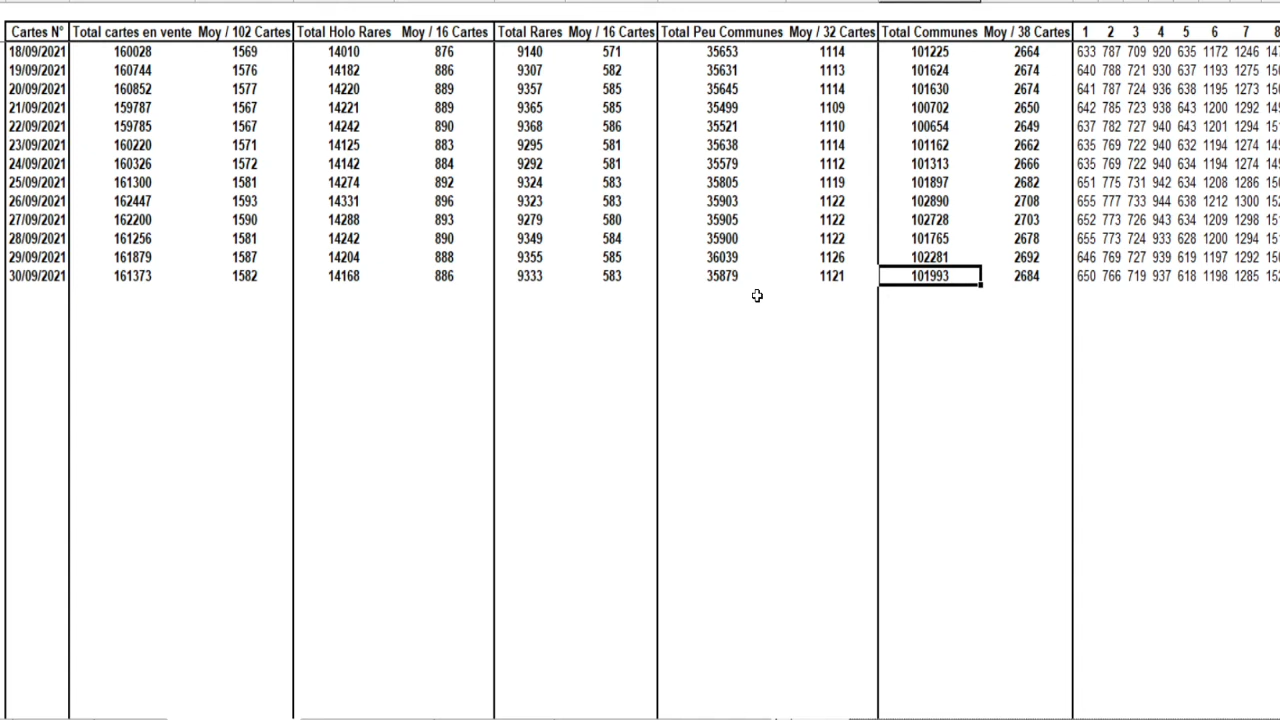 Cartes N° Total cartes en vente Moy / 102 Cartes Total Holo Rares Moy / 16 Cartes Total Rares Moy / 16 Cartes Total Peu Communes Moy / 32 Cartes Total Communes Moy / 38 Cartes 1 2 3 4 5 6 7 8
18/09/2021 160028 1569 14010 876 9140 571 35653 1114 101225 2664 633 787 709 920 635 1172 1246
19/09/2021 160744 1576 14182 886 9307 582 35631 1113 101624 2674 640 788 721 930 637 1193 1275
20/09/2021 160852 1577 14220 889 9357 585 35645 1114 101630 2674 641 787 724 936 638 1195 1273
21/09/2021 159787 1567 14221 889 9365 585 35499 1109 100702 2650 642 785 723 938 643 1200 1292
22/09/2021 159785 1567 14242 890 9368 586 35521 1110 100654 2649 637 782 727 940 643 1201 1294
23/09/2021 160220 1571 14125 883 9295 581 35638 1114 101162 2662 635 769 722 940 632 1194 1274
24/09/2021 160326 1572 14142 884 9292 581 35579 1112 101313 2666 635 769 722 940 634 1194 1274
25/09/2021 161300 1581 14274 892 9324 583 35805 1119 101897 2682 651 775 731 942 634 1208 1286
26/09/2021 162447 1593 14331 896 9323 583 35903 1122 102890 2708 655 777 733 944 638 1212 1300
27/09/2021 162200 1590 14288 893 9279 580 35905 1122 102728 2703 652 773 726 943 634 1209 1298
28/09/2021 161256 1581 14242 890 9349 584 35900 1122 101765 2678 655 773 724 933 628 1200 1294
29/09/2021 161879 1587 14204 888 9355 585 36039 1126 102281 2692 646 769 727 939 619 1197 1292
30/09/2021 161373 1582 14168 886 9333 583 35879 1121 101993 2684 650 766 719 937 618 1198 1285